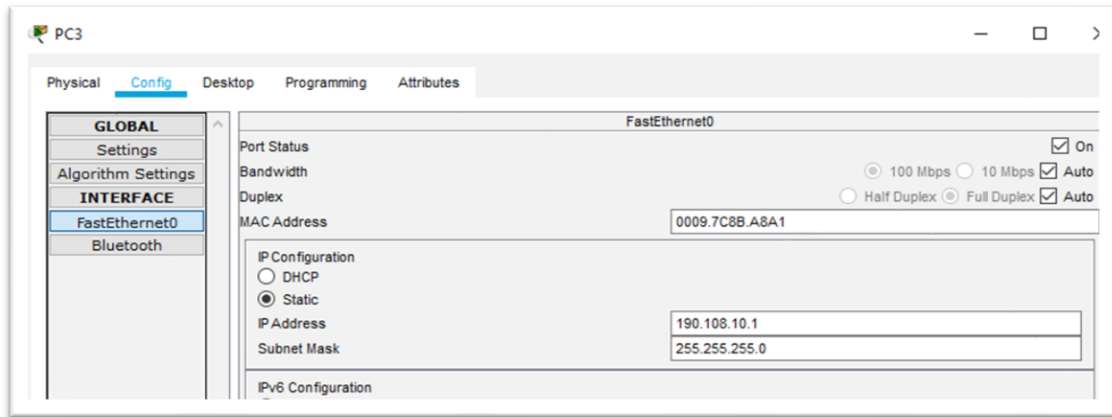 PC3
Physical Config Desktop Programming Attributes
GLOBAL
Settings
Algorithm Settings
INTERFACE
FastEthernet0
Bluetooth
FastEthernet0
Port Status On
Bandwidth 100 Mbps 10 Mbps Auto
Duplex Half Duplex Full Duplex Auto
MAC Address 0009.7C8B.A8A1
IP Configuration
DHCP
Static
IP Address 190.108.10.1
Subnet Mask 255.255.255.0
IPv6 Configuration